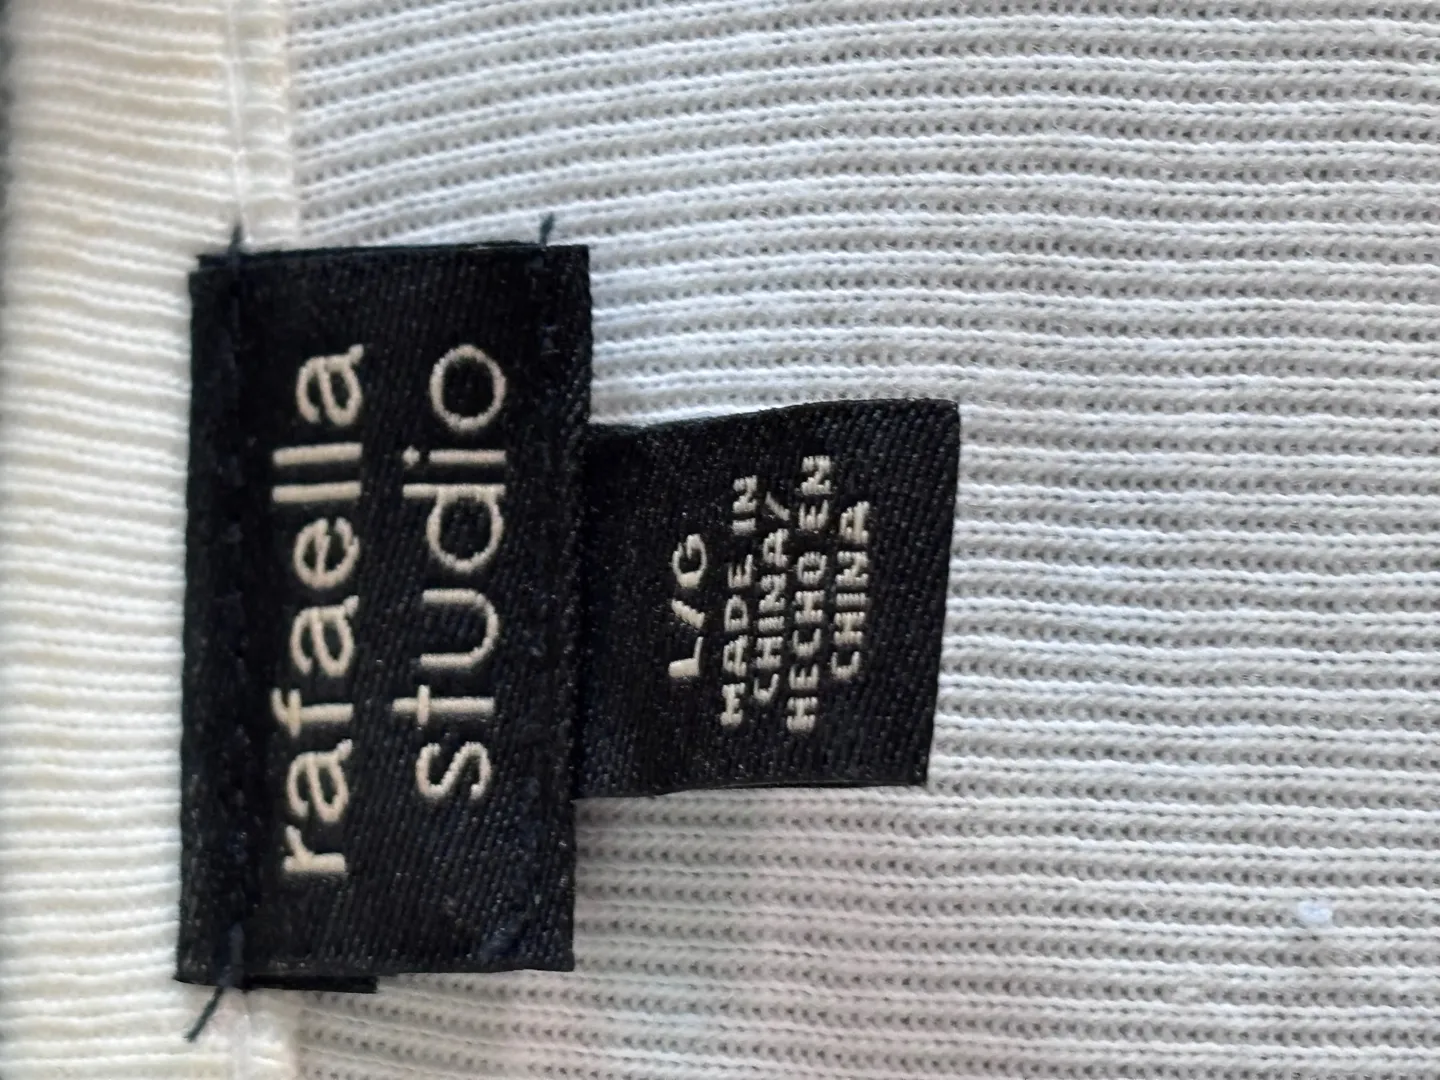 rafaella
studio
L/G
MADE IN
CHINA/
HECHO EN
CHINA